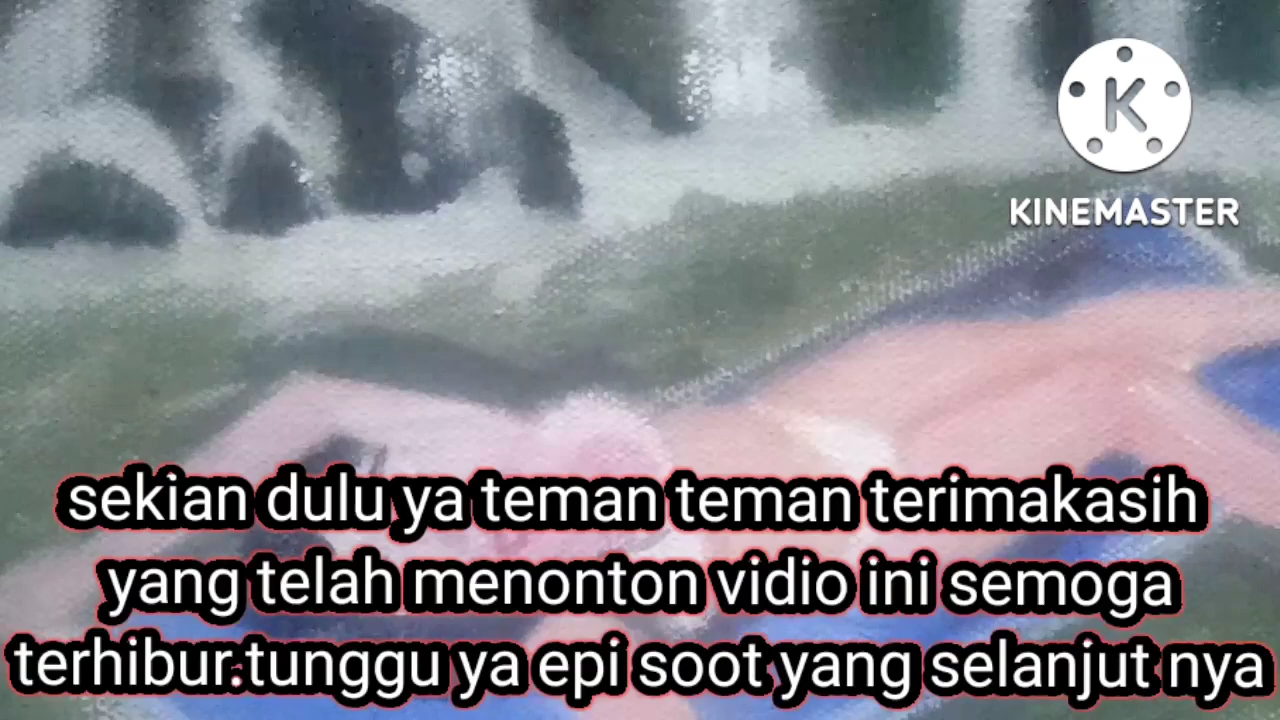 KINEMASTER
sekian dulu ya teman teman terimakasih
yang telah menonton vidio ini semoga
terhibur.tunggu ya epi soot yang selanjut nya